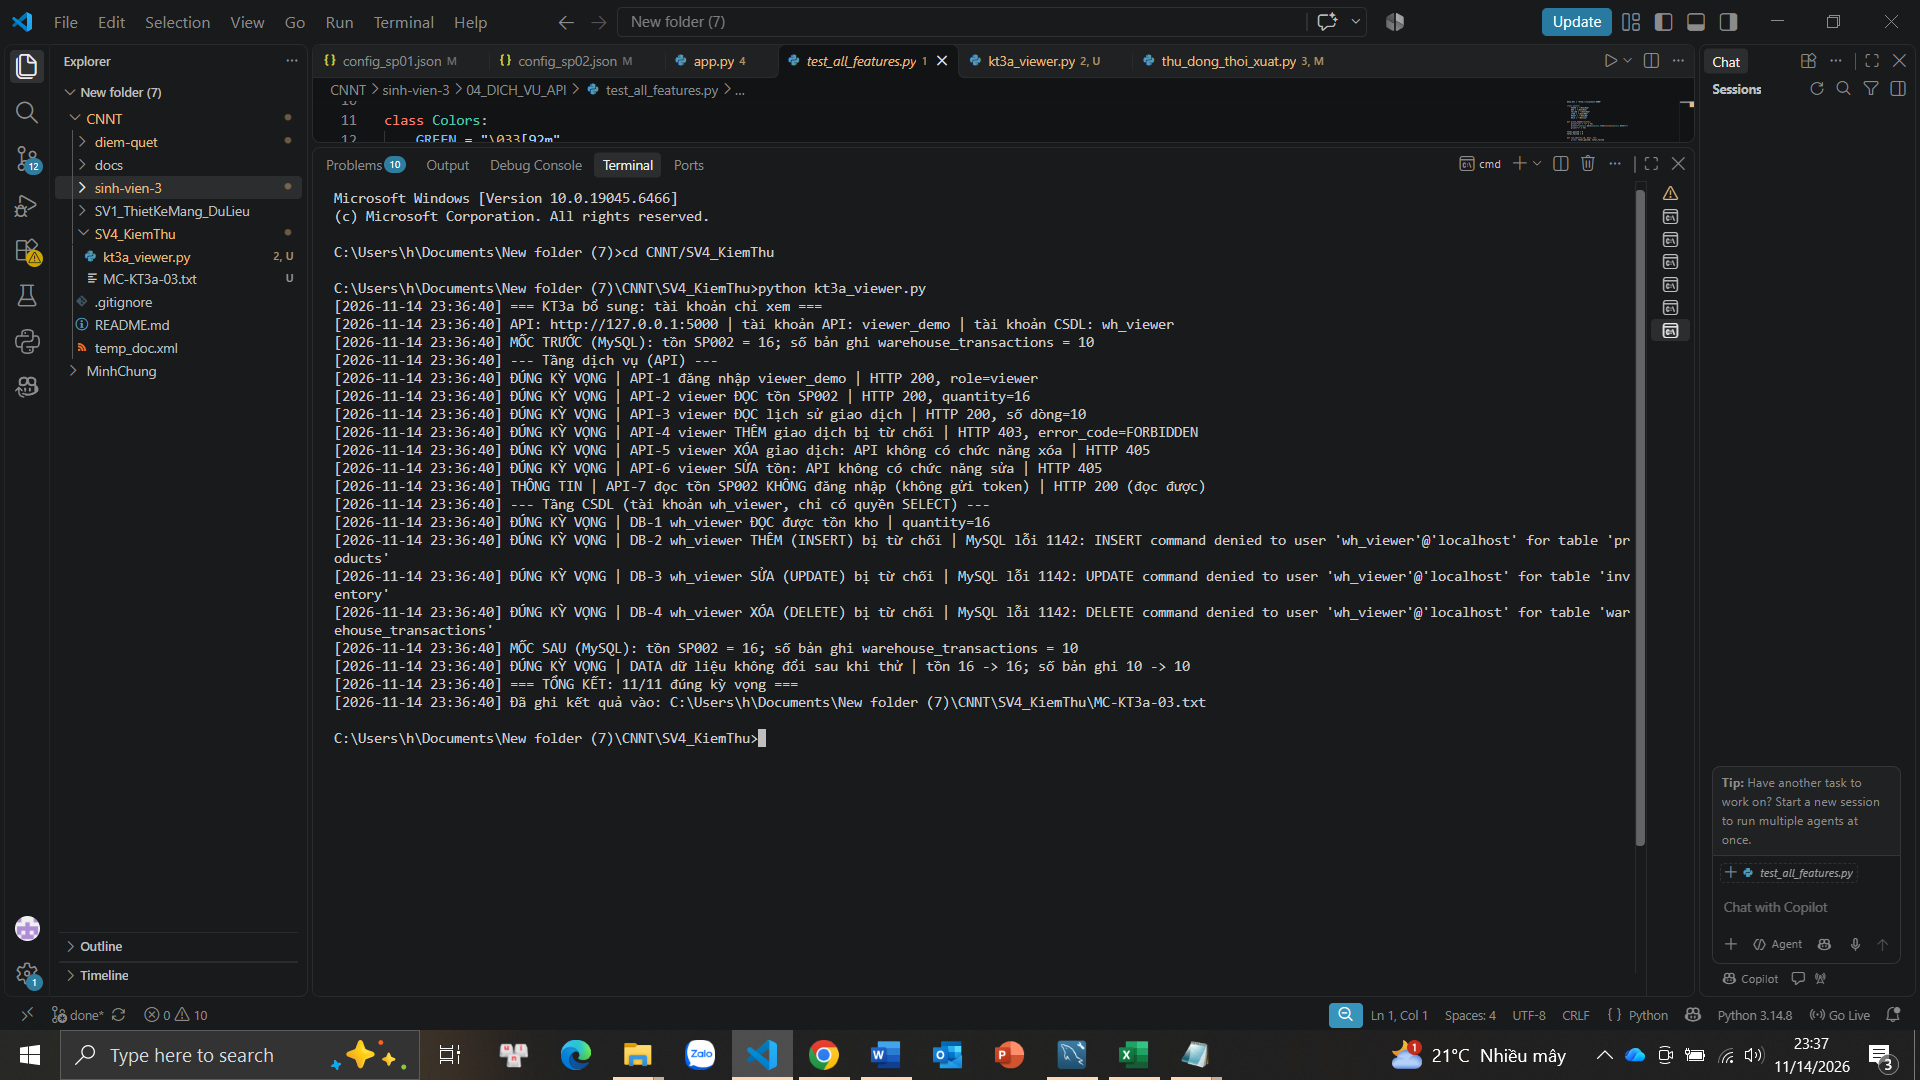 File Edit Selection View Go Run Terminal Help
New folder (7)
Update
Explorer
New folder (7)
CNNT
diem-quet
docs
sinh-vien-3
SV1_ThietKeMang_DuLieu
SV4_KiemThu
kt3a_viewer.py 2, U
MC-KT3a-03.txt U
.gitignore
README.md
temp_doc.xml
MinhChung
Outline
Timeline
12
1
config_sp01.json M
config_sp02.json M
app.py 4
test_all_features.py 1
kt3a_viewer.py 2, U
thu_dong_thoi_xuat.py 3, M
CNNT > sinh-vien-3 > 04_DICH_VU_API > test_all_features.py > ...
10
11 class Colors:
12 GREEN = "\033[92m"
Problems 10 Output Debug Console Terminal Ports
cmd
Microsoft Windows [Version 10.0.19045.6466]
(c) Microsoft Corporation. All rights reserved.
C:\Users\h\Documents\New folder (7)>cd CNNT/SV4_KiemThu
C:\Users\h\Documents\New folder (7)\CNNT\SV4_KiemThu>python kt3a_viewer.py
[2026-11-14 23:36:40] === KT3a bổ sung: tài khoản chỉ xem ===
[2026-11-14 23:36:40] API: http://127.0.0.1:5000 | tài khoản API: viewer_demo | tài khoản CSDL: wh_viewer
[2026-11-14 23:36:40] MỐC TRƯỚC (MySQL): tồn SP002 = 16; số bản ghi warehouse_transactions = 10
[2026-11-14 23:36:40] --- Tầng dịch vụ (API) ---
[2026-11-14 23:36:40] ĐÚNG KỲ VỌNG | API-1 đăng nhập viewer_demo | HTTP 200, role=viewer
[2026-11-14 23:36:40] ĐÚNG KỲ VỌNG | API-2 viewer ĐỌC tồn SP002 | HTTP 200, quantity=16
[2026-11-14 23:36:40] ĐÚNG KỲ VỌNG | API-3 viewer ĐỌC lịch sử giao dịch | HTTP 200, số dòng=10
[2026-11-14 23:36:40] ĐÚNG KỲ VỌNG | API-4 viewer THÊM giao dịch bị từ chối | HTTP 403, error_code=FORBIDDEN
[2026-11-14 23:36:40] ĐÚNG KỲ VỌNG | API-5 viewer XÓA giao dịch: API không có chức năng xóa | HTTP 405
[2026-11-14 23:36:40] ĐÚNG KỲ VỌNG | API-6 viewer SỬA tồn: API không có chức năng sửa | HTTP 405
[2026-11-14 23:36:40] THÔNG TIN | API-7 đọc tồn SP002 KHÔNG đăng nhập (không gửi token) | HTTP 200 (đọc được)
[2026-11-14 23:36:40] --- Tầng CSDL (tài khoản wh_viewer, chỉ có quyền SELECT) ---
[2026-11-14 23:36:40] ĐÚNG KỲ VỌNG | DB-1 wh_viewer ĐỌC được tồn kho | quantity=16
[2026-11-14 23:36:40] ĐÚNG KỲ VỌNG | DB-2 wh_viewer THÊM (INSERT) bị từ chối | MySQL lỗi 1142: INSERT command denied to user 'wh_viewer'@'localhost' for table 'pr
oducts'
[2026-11-14 23:36:40] ĐÚNG KỲ VỌNG | DB-3 wh_viewer SỬA (UPDATE) bị từ chối | MySQL lỗi 1142: UPDATE command denied to user 'wh_viewer'@'localhost' for table 'inv
entory'
[2026-11-14 23:36:40] ĐÚNG KỲ VỌNG | DB-4 wh_viewer XÓA (DELETE) bị từ chối | MySQL lỗi 1142: DELETE command denied to user 'wh_viewer'@'localhost' for table 'war
ehouse_transactions'
[2026-11-14 23:36:40] MỐC SAU (MySQL): tồn SP002 = 16; số bản ghi warehouse_transactions = 10
[2026-11-14 23:36:40] ĐÚNG KỲ VỌNG | DATA dữ liệu không đổi sau khi thử | tồn 16 -> 16; số bản ghi 10 -> 10
[2026-11-14 23:36:40] === TỔNG KẾT: 11/11 đúng kỳ vọng ===
[2026-11-14 23:36:40] Đã ghi kết quả vào: C:\Users\h\Documents\New folder (7)\CNNT\SV4_KiemThu\MC-KT3a-03.txt
C:\Users\h\Documents\New folder (7)\CNNT\SV4_KiemThu>
Chat
Sessions
Tip: Have another task to
work on? Start a new session
to run multiple agents at
once.
test_all_features.py
Chat with Copilot
Agent
Copilot
done* 0 10
Ln 1, Col 1 Spaces: 4 UTF-8 CRLF { } Python Python 3.14.8 Go Live
Type here to search
Zalo
1
21°C Nhiều mây
23:37
11/14/2026
3